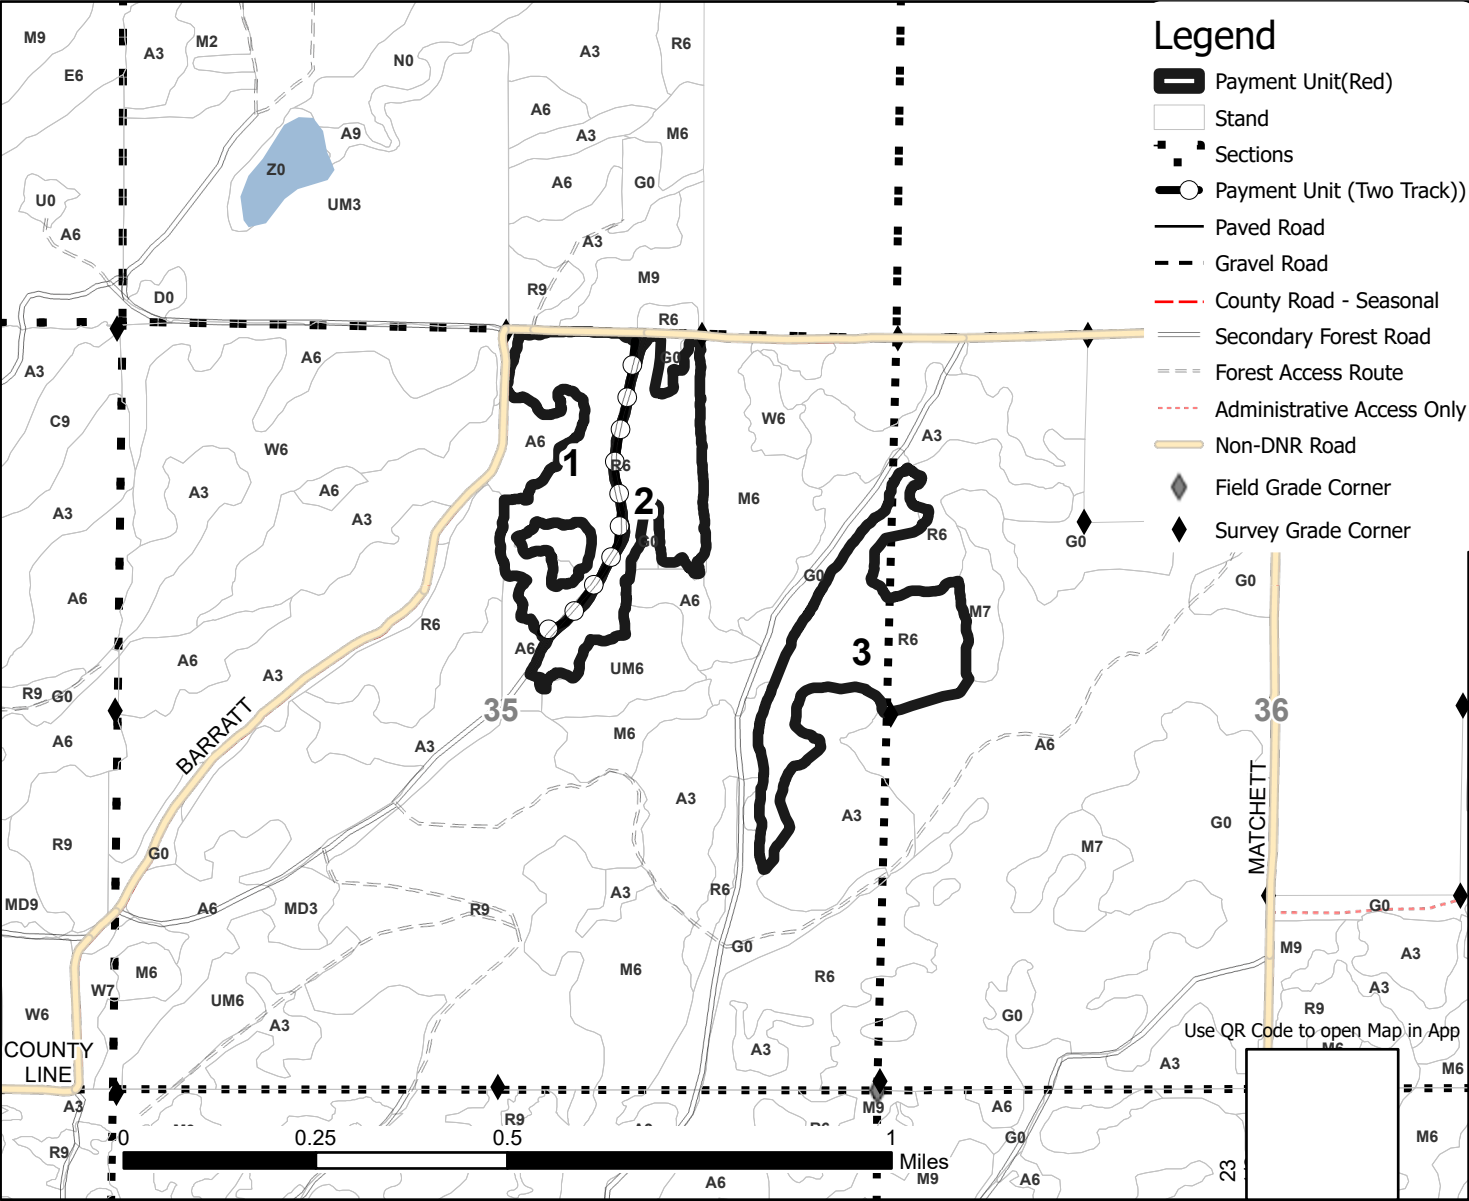 Legend
Payment Unit(Red)
Stand
Sections
Payment Unit (Two Track))
Paved Road
Gravel Road
County Road - Seasonal
Secondary Forest Road
Forest Access Route
Administrative Access Only
Non-DNR Road
Field Grade Corner
Survey Grade Corner
M9
E6
A3
M2
N0
A3
R6
A6
A3
M6
A9
Z0
UM3
A6
G0
U0
A6
A3
M9
R9
D0
R6
A3
A6
G0
C9
W6
A6
1
R6
W6
A3
A3
A6
A3
2
M6
A3
G0
R6
G0
A6
G0
G0
A6
R6
M7
A6
A3
A6
UM6
3
R6
R9
G0
35
36
BARRATT
A6
A3
M6
A6
MATCHETT
A3
A3
G0
R9
G0
M7
MD9
A6
MD3
R9
A3
R6
G0
G0
M9
A3
M6
W7
UM6
M6
R6
A3
W6
A3
G0
R9
Use QR Code to open Map in App
COUNTY
LINE
A3
A3
M6
A3
M9
A6
R9
G0
M6
R9
0
0.25
0.5
1
Miles
A6
M9
A6
23